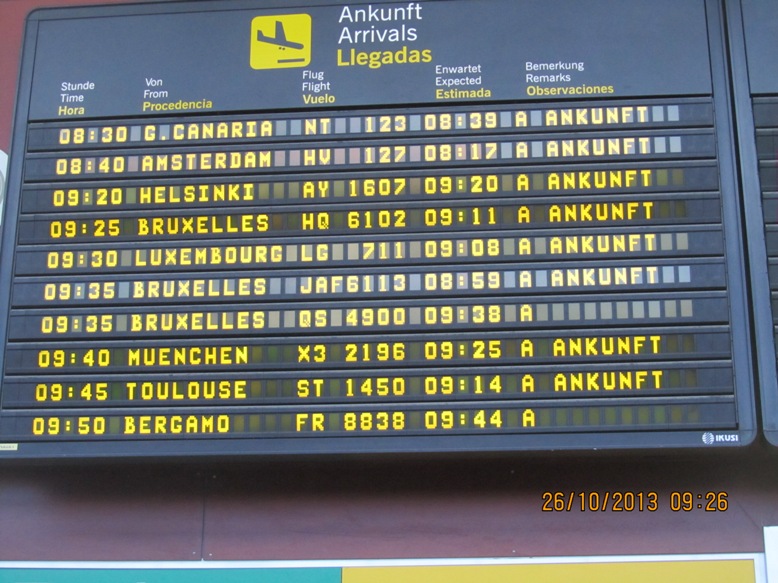 Ankunft
Arrivals
Llegadas
Stunde Von Flug Enwartet Bemerkung
Time From Flight Expected Remarks
Hora Procedencia Vuelo Estimada Observaciones
08:30 G.CANARIA NT 123 08:39 A ANKUNFT
08:40 AMSTERDAM HV 127 08:17 A ANKUNFT
09:20 HELSINKI AY 1607 09:20 A ANKUNFT
09:25 BRUXELLES HQ 6102 09:11 A ANKUNFT
09:30 LUXEMBOURG LG 711 09:08 A ANKUNFT
09:35 BRUXELLES JAF6113 08:59 A ANKUNFT
09:35 BRUXELLES QS 4900 09:38 A
09:40 MUENCHEN X3 2196 09:25 A ANKUNFT
09:45 TOULOUSE ST 1450 09:14 A ANKUNFT
09:50 BERGAMO FR 8838 09:44 A
IKUSI
26/10/2013 09:26